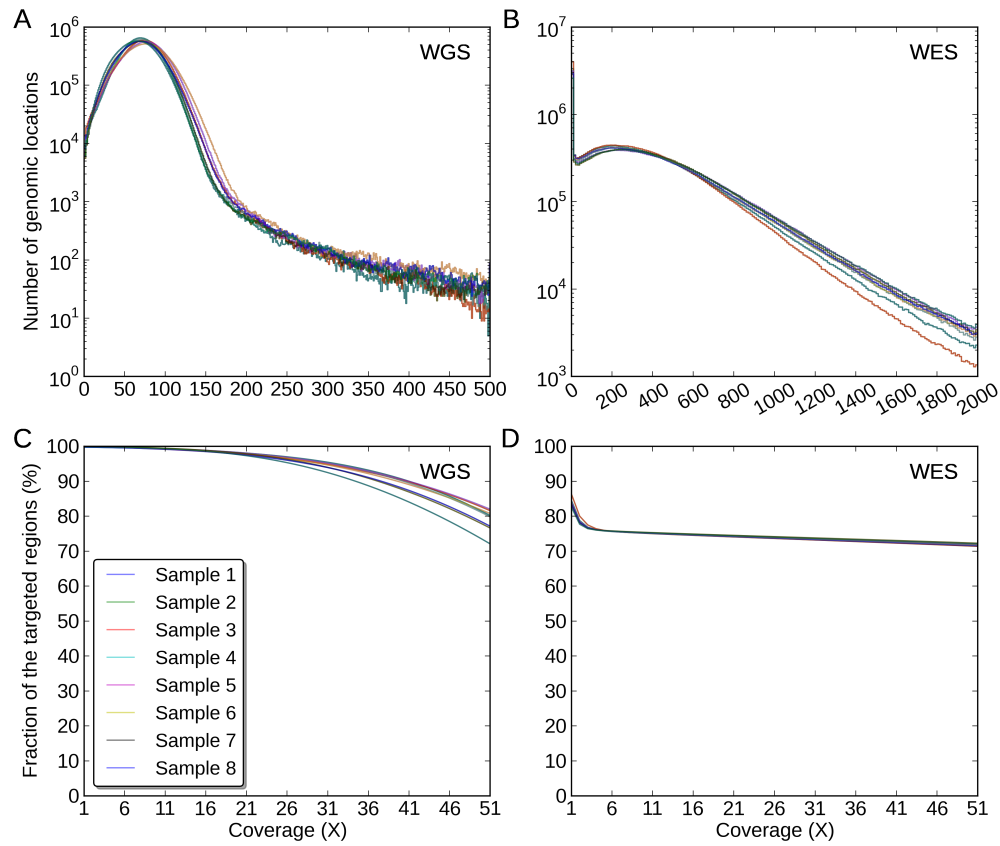 A
WGS
Number of genomic locations
10^6
10^5
10^4
10^3
10^2
10^1
10^0
0 50 100 150 200 250 300 350 400 450 500
B
WES
10^7
10^6
10^5
10^4
10^3
0 200 400 600 800 1000 1200 1400 1600 1800 2000
C
WGS
Fraction of the targeted regions (%)
100
90
80
70
60
50
40
30
20
10
0
Sample 1
Sample 2
Sample 3
Sample 4
Sample 5
Sample 6
Sample 7
Sample 8
1 6 11 16 21 26 31 36 41 46 51
Coverage (X)
D
WES
100
90
80
70
60
50
40
30
20
10
0
1 6 11 16 21 26 31 36 41 46 51
Coverage (X)